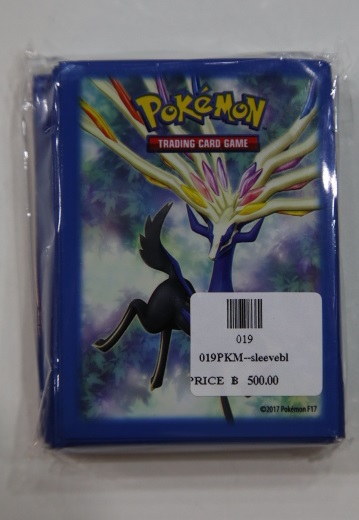 POKéMON
TRADING CARD GAME
019
019PKM--sleevebl
PRICE ฿ 500.00
©2017 Pokémon F17